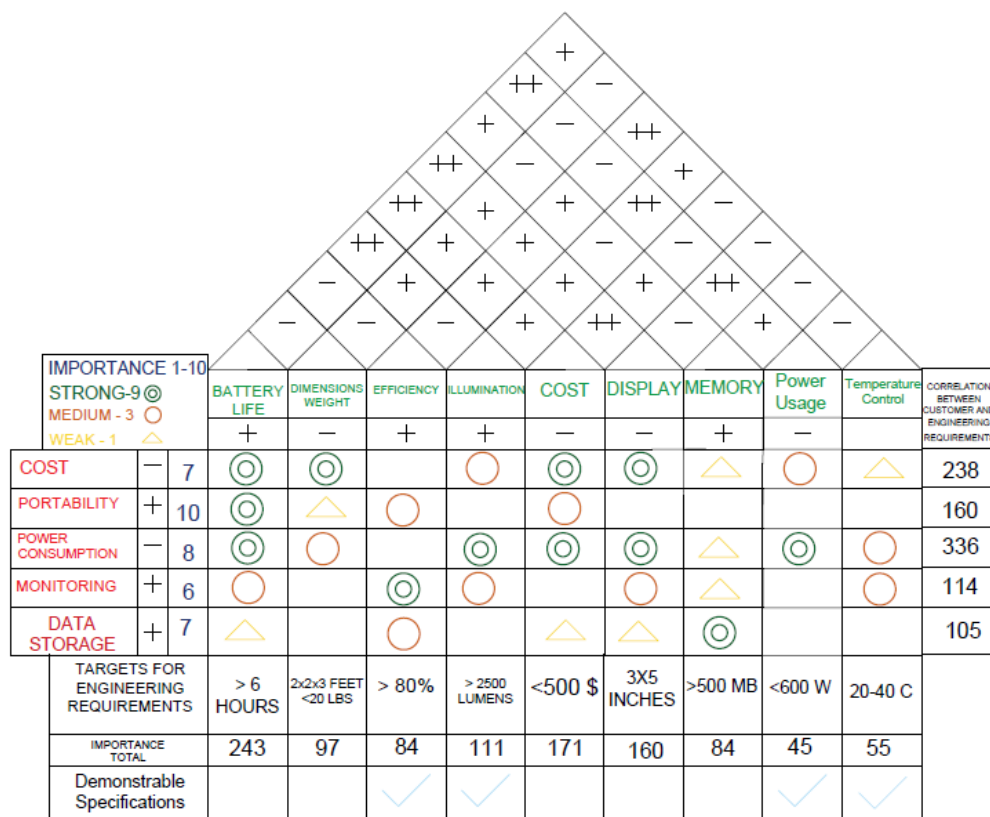 +
++ −
+ − ++
++ − − +
++ + + ++ −
++ + + − − −
− + + + + ++ −
− − − + ++ − + −
IMPORTANCE 1-10
STRONG-9
MEDIUM - 3
WEAK - 1
BATTERY LIFE
DIMENSIONS WEIGHT
EFFICIENCY
ILLUMINATION
COST
DISPLAY
MEMORY
Power Usage
Temperature Control
CORRELATION
BETWEEN
CUSTOMER AND
ENGINEERING
REQUIREMENTS
+ − + + − − + −
COST − 7 238
PORTABILITY + 10 160
POWER CONSUMPTION − 8 336
MONITORING + 6 114
DATA STORAGE + 7 105
TARGETS FOR
ENGINEERING
REQUIREMENTS
> 6 HOURS
2x2x3 FEET <20 LBS
> 80%
> 2500 LUMENS
<500 $
3X5 INCHES
>500 MB
<600 W
20-40 C
IMPORTANCE TOTAL
243 97 84 111 171 160 84 45 55
Demonstrable
Specifications